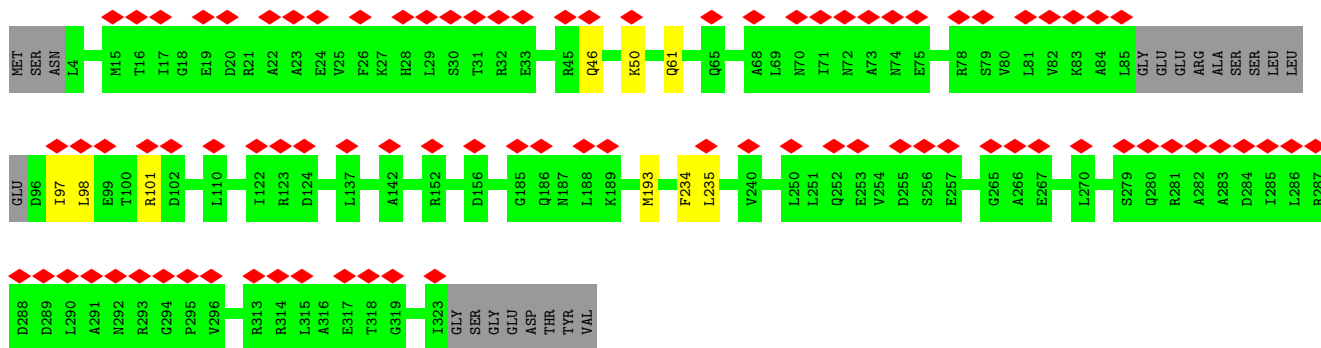 MET SER ASN L4 M15 T16 I17 G18 E19 D20 R21 A22 A23 E24 V25 F26 K27 H28 L29 S30 T31 R32 E33 R45 Q46 K50 Q61 Q65 A68 L69 N70 I71 N72 A73 N74 E75 R78 S79 V80 L81 V82 K83 A84 L85 GLY GLU GLU ARG ALA SER SER LEU LEU
GLU D96 I97 L98 E99 T100 R101 D102 L110 I122 R123 D124 L137 A142 R152 D156 G185 Q186 N187 L188 K189 M193 F234 L235 V240 L250 L251 Q252 E253 V254 D255 S256 E257 G265 A266 E267 L270 S279 Q280 R281 A282 A283 D284 I285 L286 R287
D288 D289 L290 A291 N292 R293 G294 P295 V296 R313 R314 L315 A316 E317 T318 G319 I323 GLY SER GLY GLU ASP THR TYR VAL